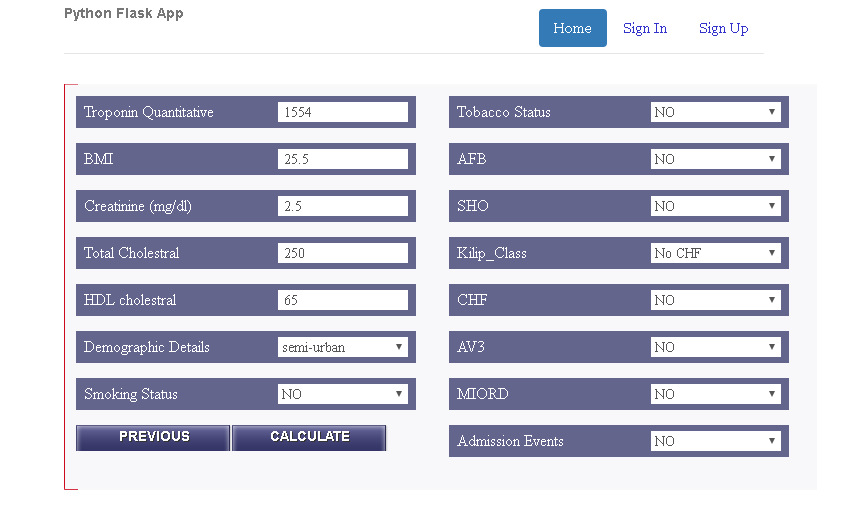 Python Flask App
Home Sign In Sign Up
Troponin Quantitative 1554
BMI 25.5
Creatinine (mg/dl) 2.5
Total Cholestral 250
HDL cholestral 65
Demographic Details semi-urban
Smoking Status NO
PREVIOUS CALCULATE
Tobacco Status NO
AFB NO
SHO NO
Kilip_Class No CHF
CHF NO
AV3 NO
MIORD NO
Admission Events NO